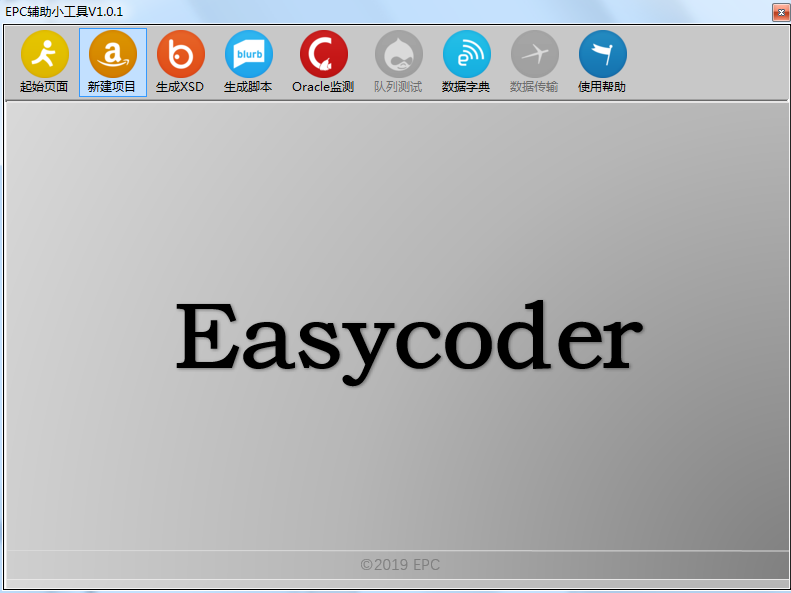 EPC辅助小工具V1.0.1
a
b
blurb
起始页面 新建项目 生成XSD 生成脚本 Oracle监测 队列测试 数据字典 数据传输 使用帮助
Easycoder
©2019 EPC